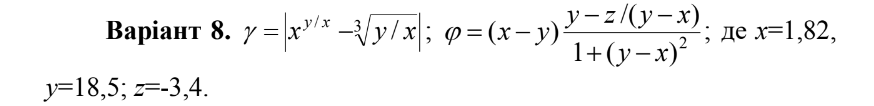 Варіант 8. γ = |x^{y/x} − ∛(y/x)|; φ = (x − y) (y − z/(y − x))/(1 + (y − x)²); де x=1,82,
y=18,5; z=-3,4.